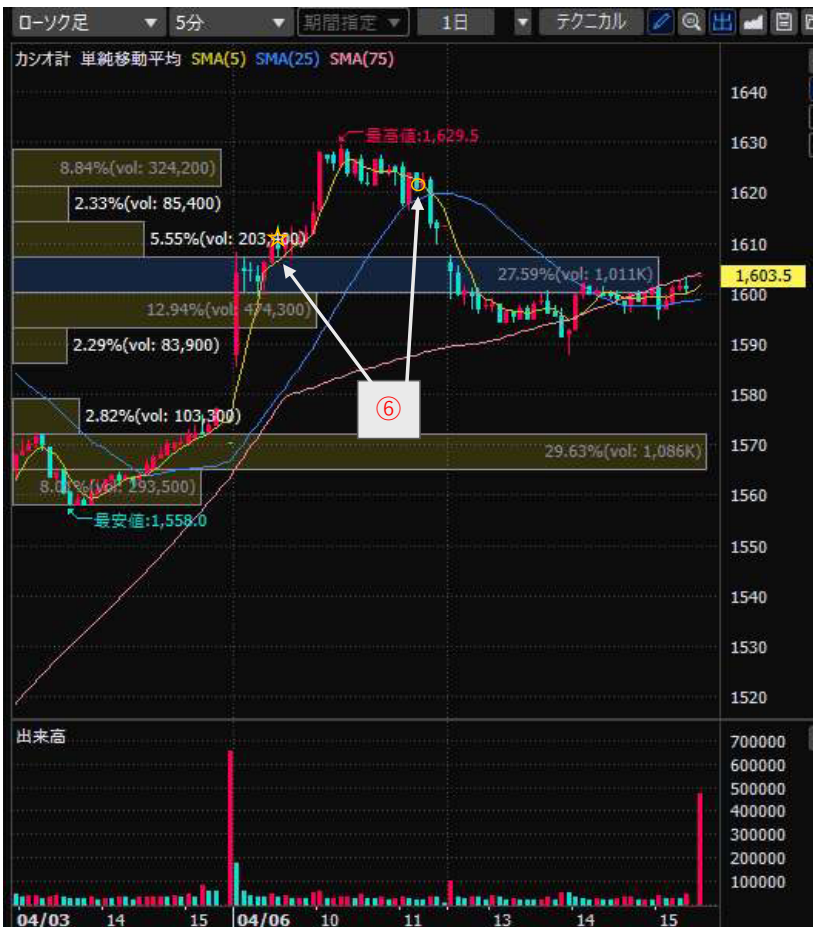 ローソク足 5分 期間指定 1日 テクニカル
カシオ計 単純移動平均 SMA(5) SMA(25) SMA(75)
1640
最高値:1,629.5
1630
8.84%(vol: 324,200)
1620
2.33%(vol: 85,400)
5.55%(vol: 203,400)
1610
27.59%(vol: 1,011K)
1,603.5
1600
12.94%(vol: 474,300)
2.29%(vol: 83,900)
1590
⑥
1580
2.82%(vol: 103,300)
1570
29.63%(vol: 1,086K)
8.01%(vol: 293,500)
1560
最安値:1,558.0
1550
1540
1530
1520
出来高
700000
600000
500000
400000
300000
200000
100000
04/03 14 15 04/06 10 11 13 14 15